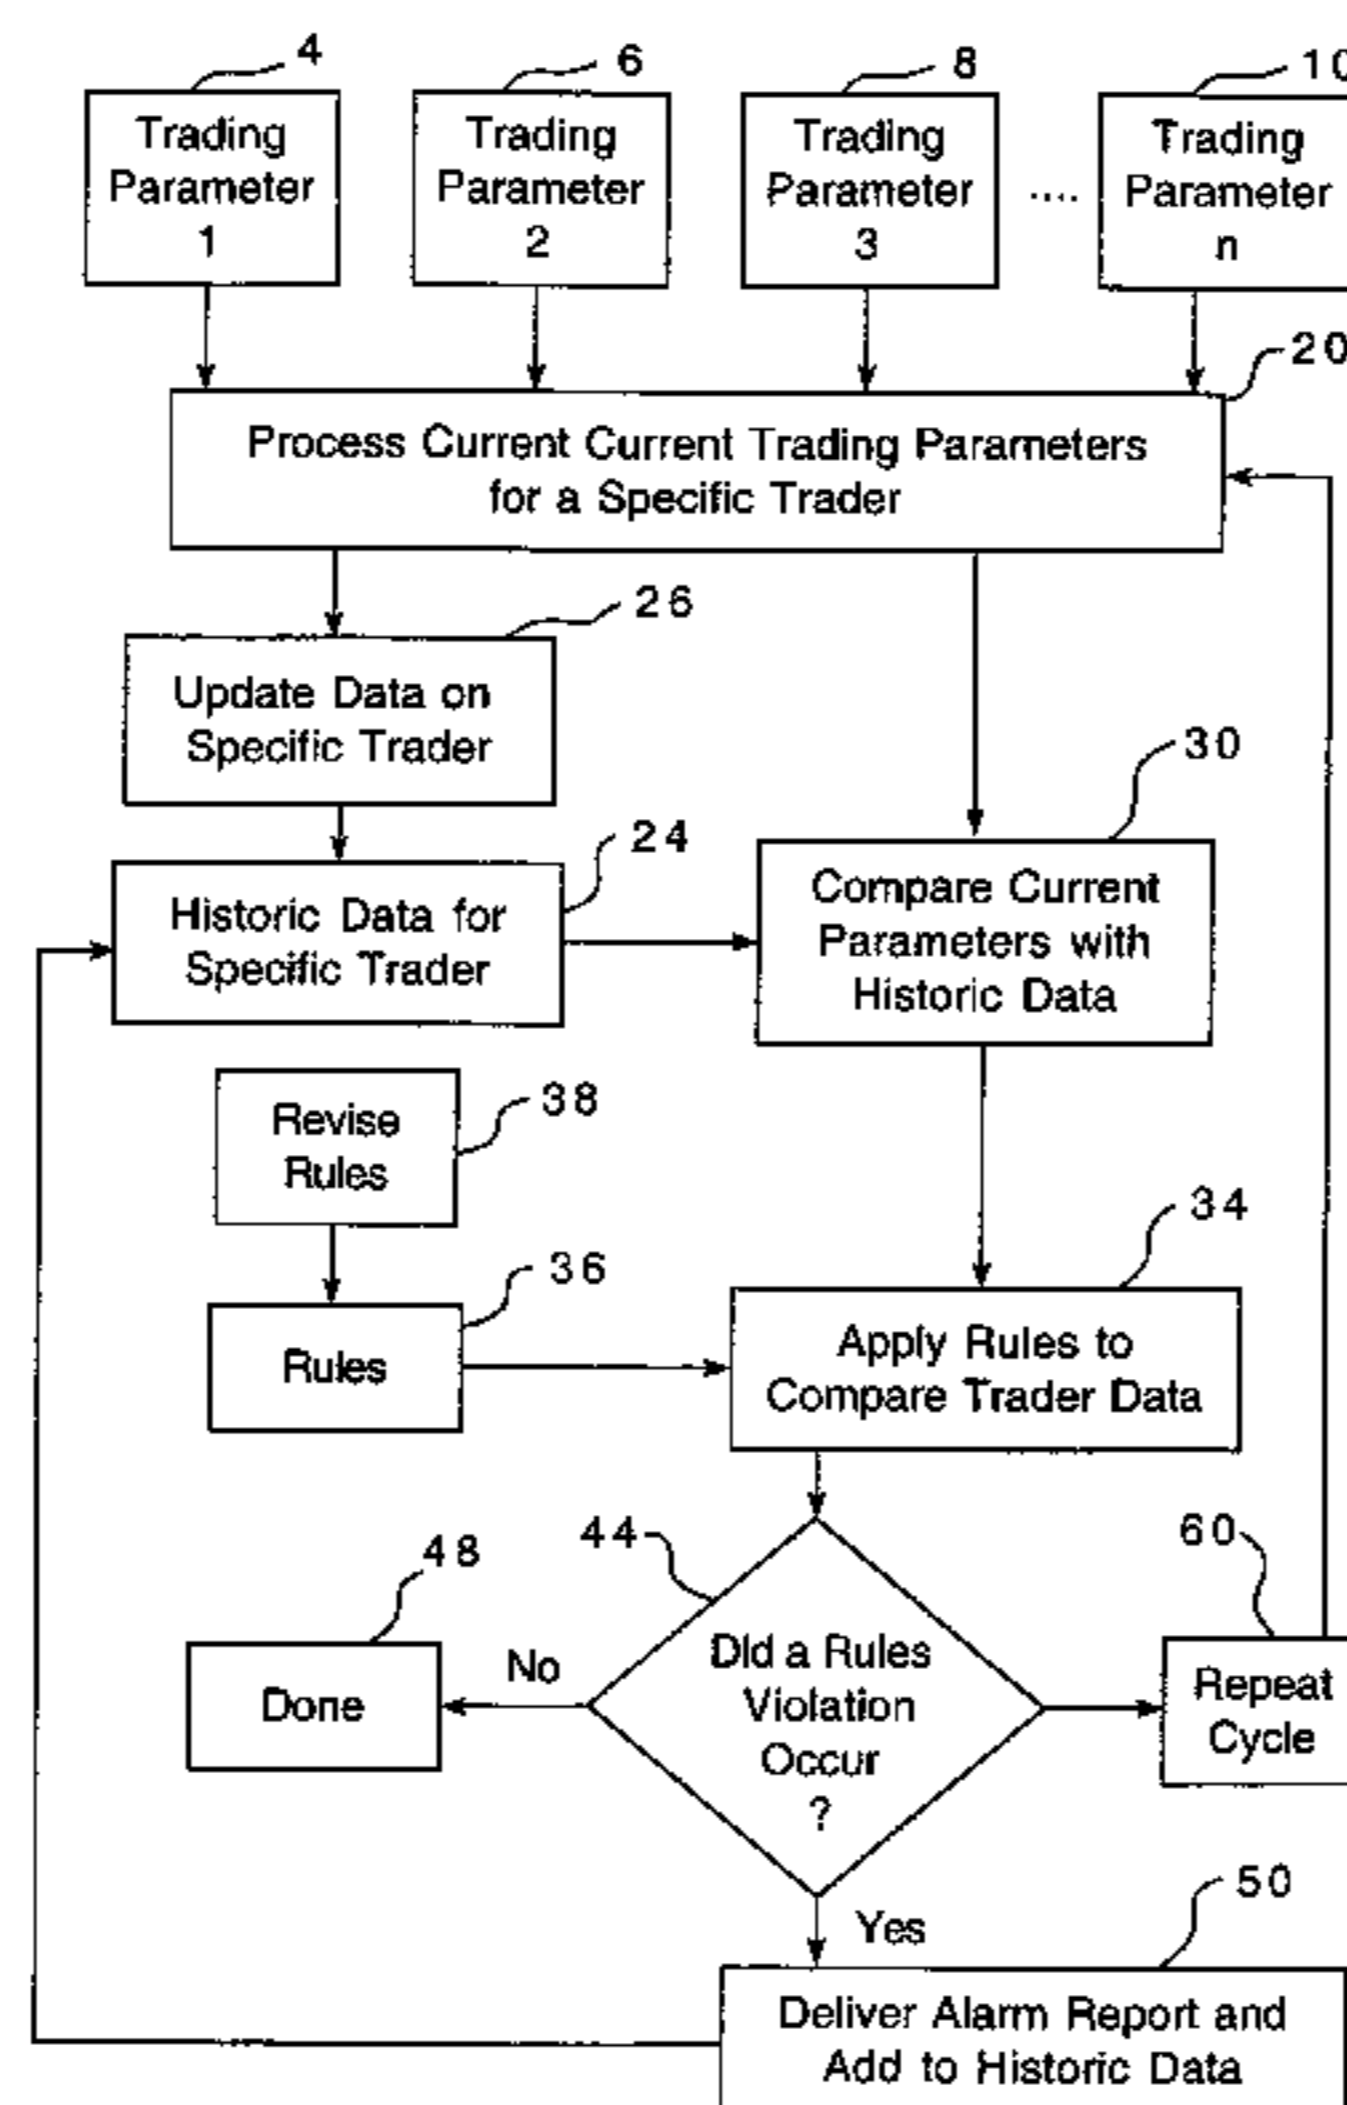 4
6
8
10
Trading
Parameter
1
Trading
Parameter
2
Trading
Parameter
3
....
Trading
Parameter
n
20
Process Current Current Trading Parameters
for a Specific Trader
26
Update Data on
Specific Trader
30
24
Historic Data for
Specific Trader
Compare Current
Parameters with
Historic Data
38
Revise
Rules
34
36
Rules
Apply Rules to
Compare Trader Data
44
60
48
Did a Rules
Violation
Occur
?
No
Done
Repeat
Cycle
50
Yes
Deliver Alarm Report and
Add to Historic Data